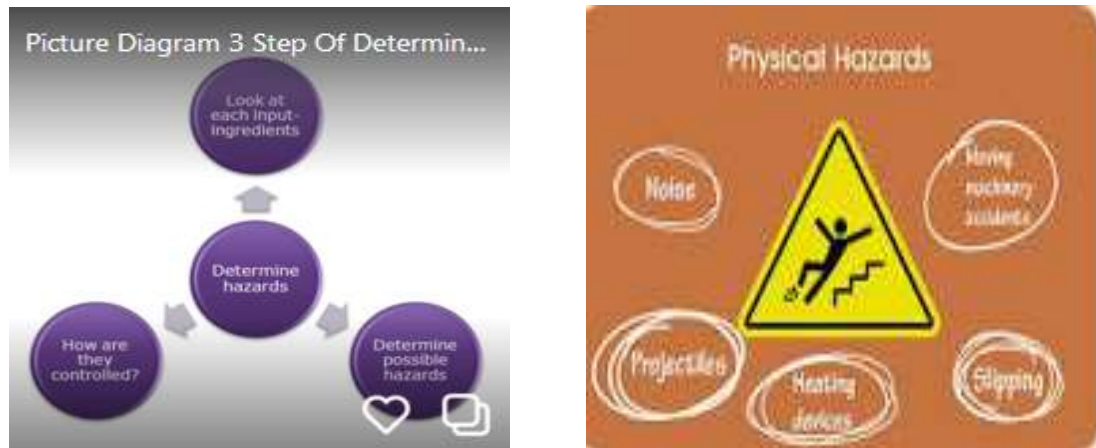 Picture Diagram 3 Step Of Determin...
Look at
each input-
ingredients
Determine
hazards
How are
they
controlled?
Determine
possible
hazards
Physical Hazards
Noise
Moving
machinery
accidents
Projectiles
Heating
devices
Slipping